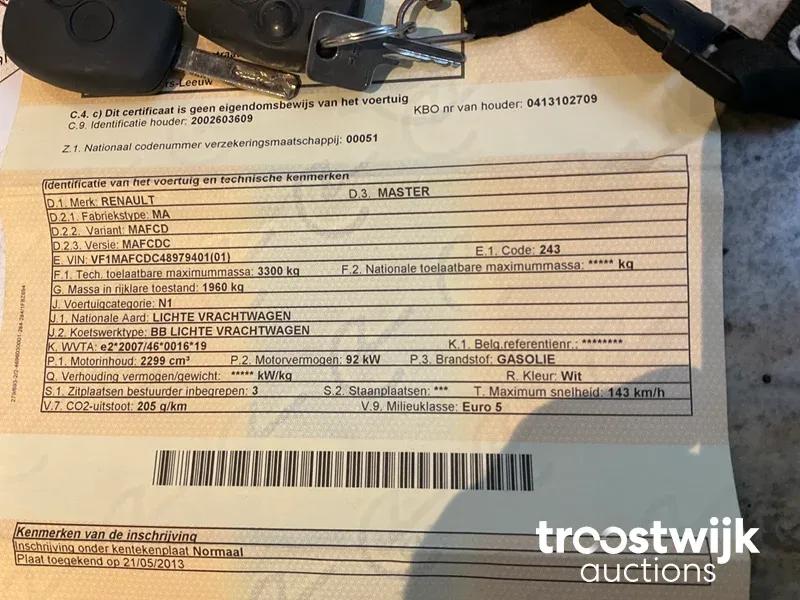 rs-Leeuw
C.4. c) Dit certificaat is geen eigendomsbewijs van het voertuig
C.9. Identificatie houder: 2002603609 KBO nr van houder: 0413102709
Z.1. Nationaal codenummer verzekeringsmaatschappij: 00051
Identificatie van het voertuig en technische kenmerken
D.1. Merk: RENAULT D.3. MASTER
D.2.1. Fabriekstype: MA
D.2.2. Variant: MAFCD
D.2.3. Versie: MAFCDC
E. VIN: VF1MAFCDC48979401(01) E.1. Code: 243
F.1. Tech. toelaatbare maximummassa: 3300 kg F.2. Nationale toelaatbare maximummassa: ***** kg
G. Massa in rijklare toestand: 1960 kg
J. Voertuigcategorie: N1
J.1. Nationale Aard: LICHTE VRACHTWAGEN
J.2. Koetswerktype: BB LICHTE VRACHTWAGEN
K. WVTA: e2*2007/46*0016*19 K.1. Belg.referentienr.: ********
P.1. Motorinhoud: 2299 cm³ P.2. Motorvermogen: 92 kW P.3. Brandstof: GASOLIE
Q. Verhouding vermogen/gewicht: ***** kW/kg R. Kleur: Wit
S.1. Zitplaatsen bestuurder inbegrepen: 3 S.2. Staanplaatsen: *** T. Maximum snelheid: 143 km/h
V.7. CO2-uitstoot: 205 g/km V.9. Milieuklasse: Euro 5
Kenmerken van de inschrijving
Inschrijving onder kentekenplaat Normaal
Plaat toegekend op 21/05/2013
troostwijk
auctions